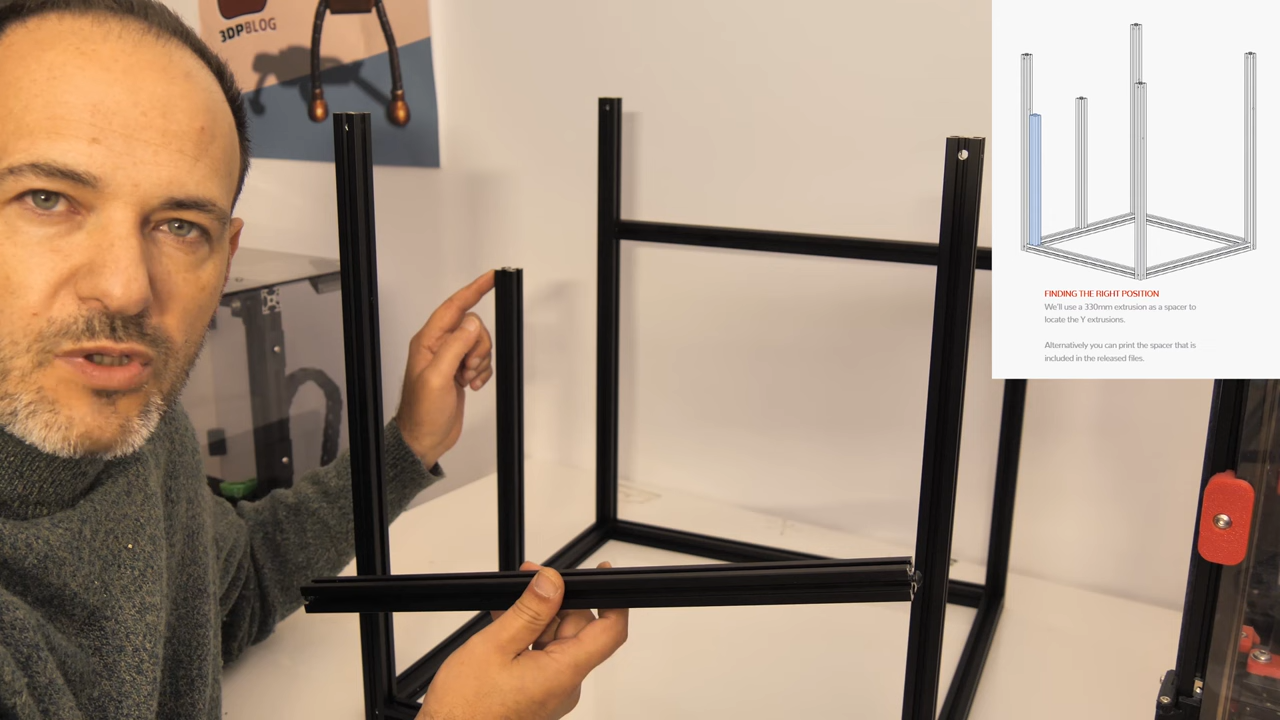 3DPBLOG
FINDING THE RIGHT POSITION
We'll use a 330mm extrusion as a spacer to
locate the Y extrusions.
Alternatively you can print the spacer that is
included in the released files.